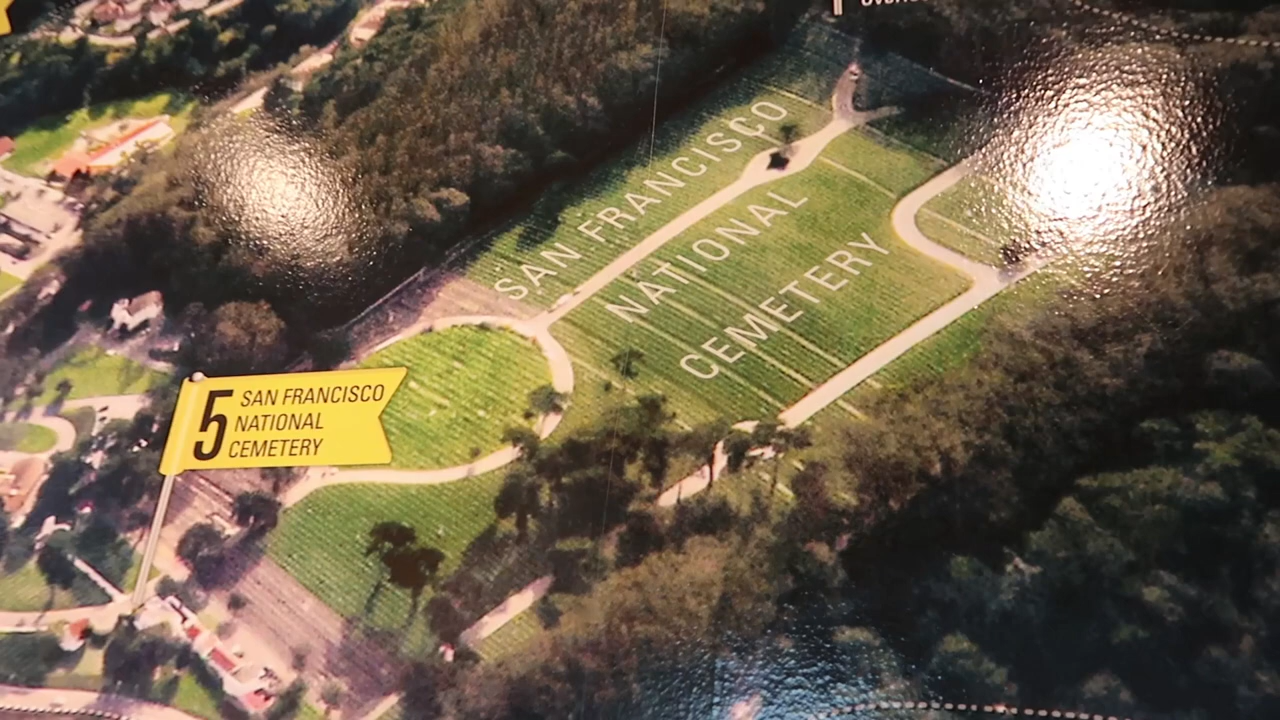 SAN FRANCISCO
NATIONAL
CEMETERY
5 SAN FRANCISCO
NATIONAL
CEMETERY